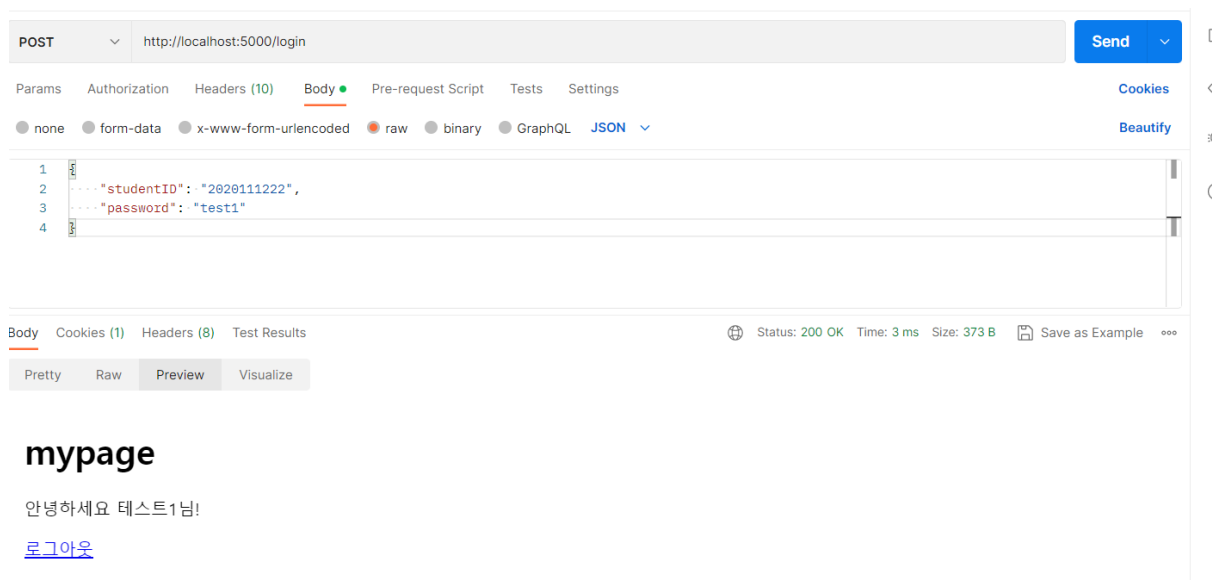 POST http://localhost:5000/login Send
Params Authorization Headers (10) Body Pre-request Script Tests Settings Cookies
none form-data x-www-form-urlencoded raw binary GraphQL JSON Beautify
1 {
2 "studentID": "2020111222",
3 "password": "test1"
4 }
Body Cookies (1) Headers (8) Test Results Status: 200 OK Time: 3 ms Size: 373 B Save as Example
Pretty Raw Preview Visualize
mypage
안녕하세요 테스트1님!
로그아웃